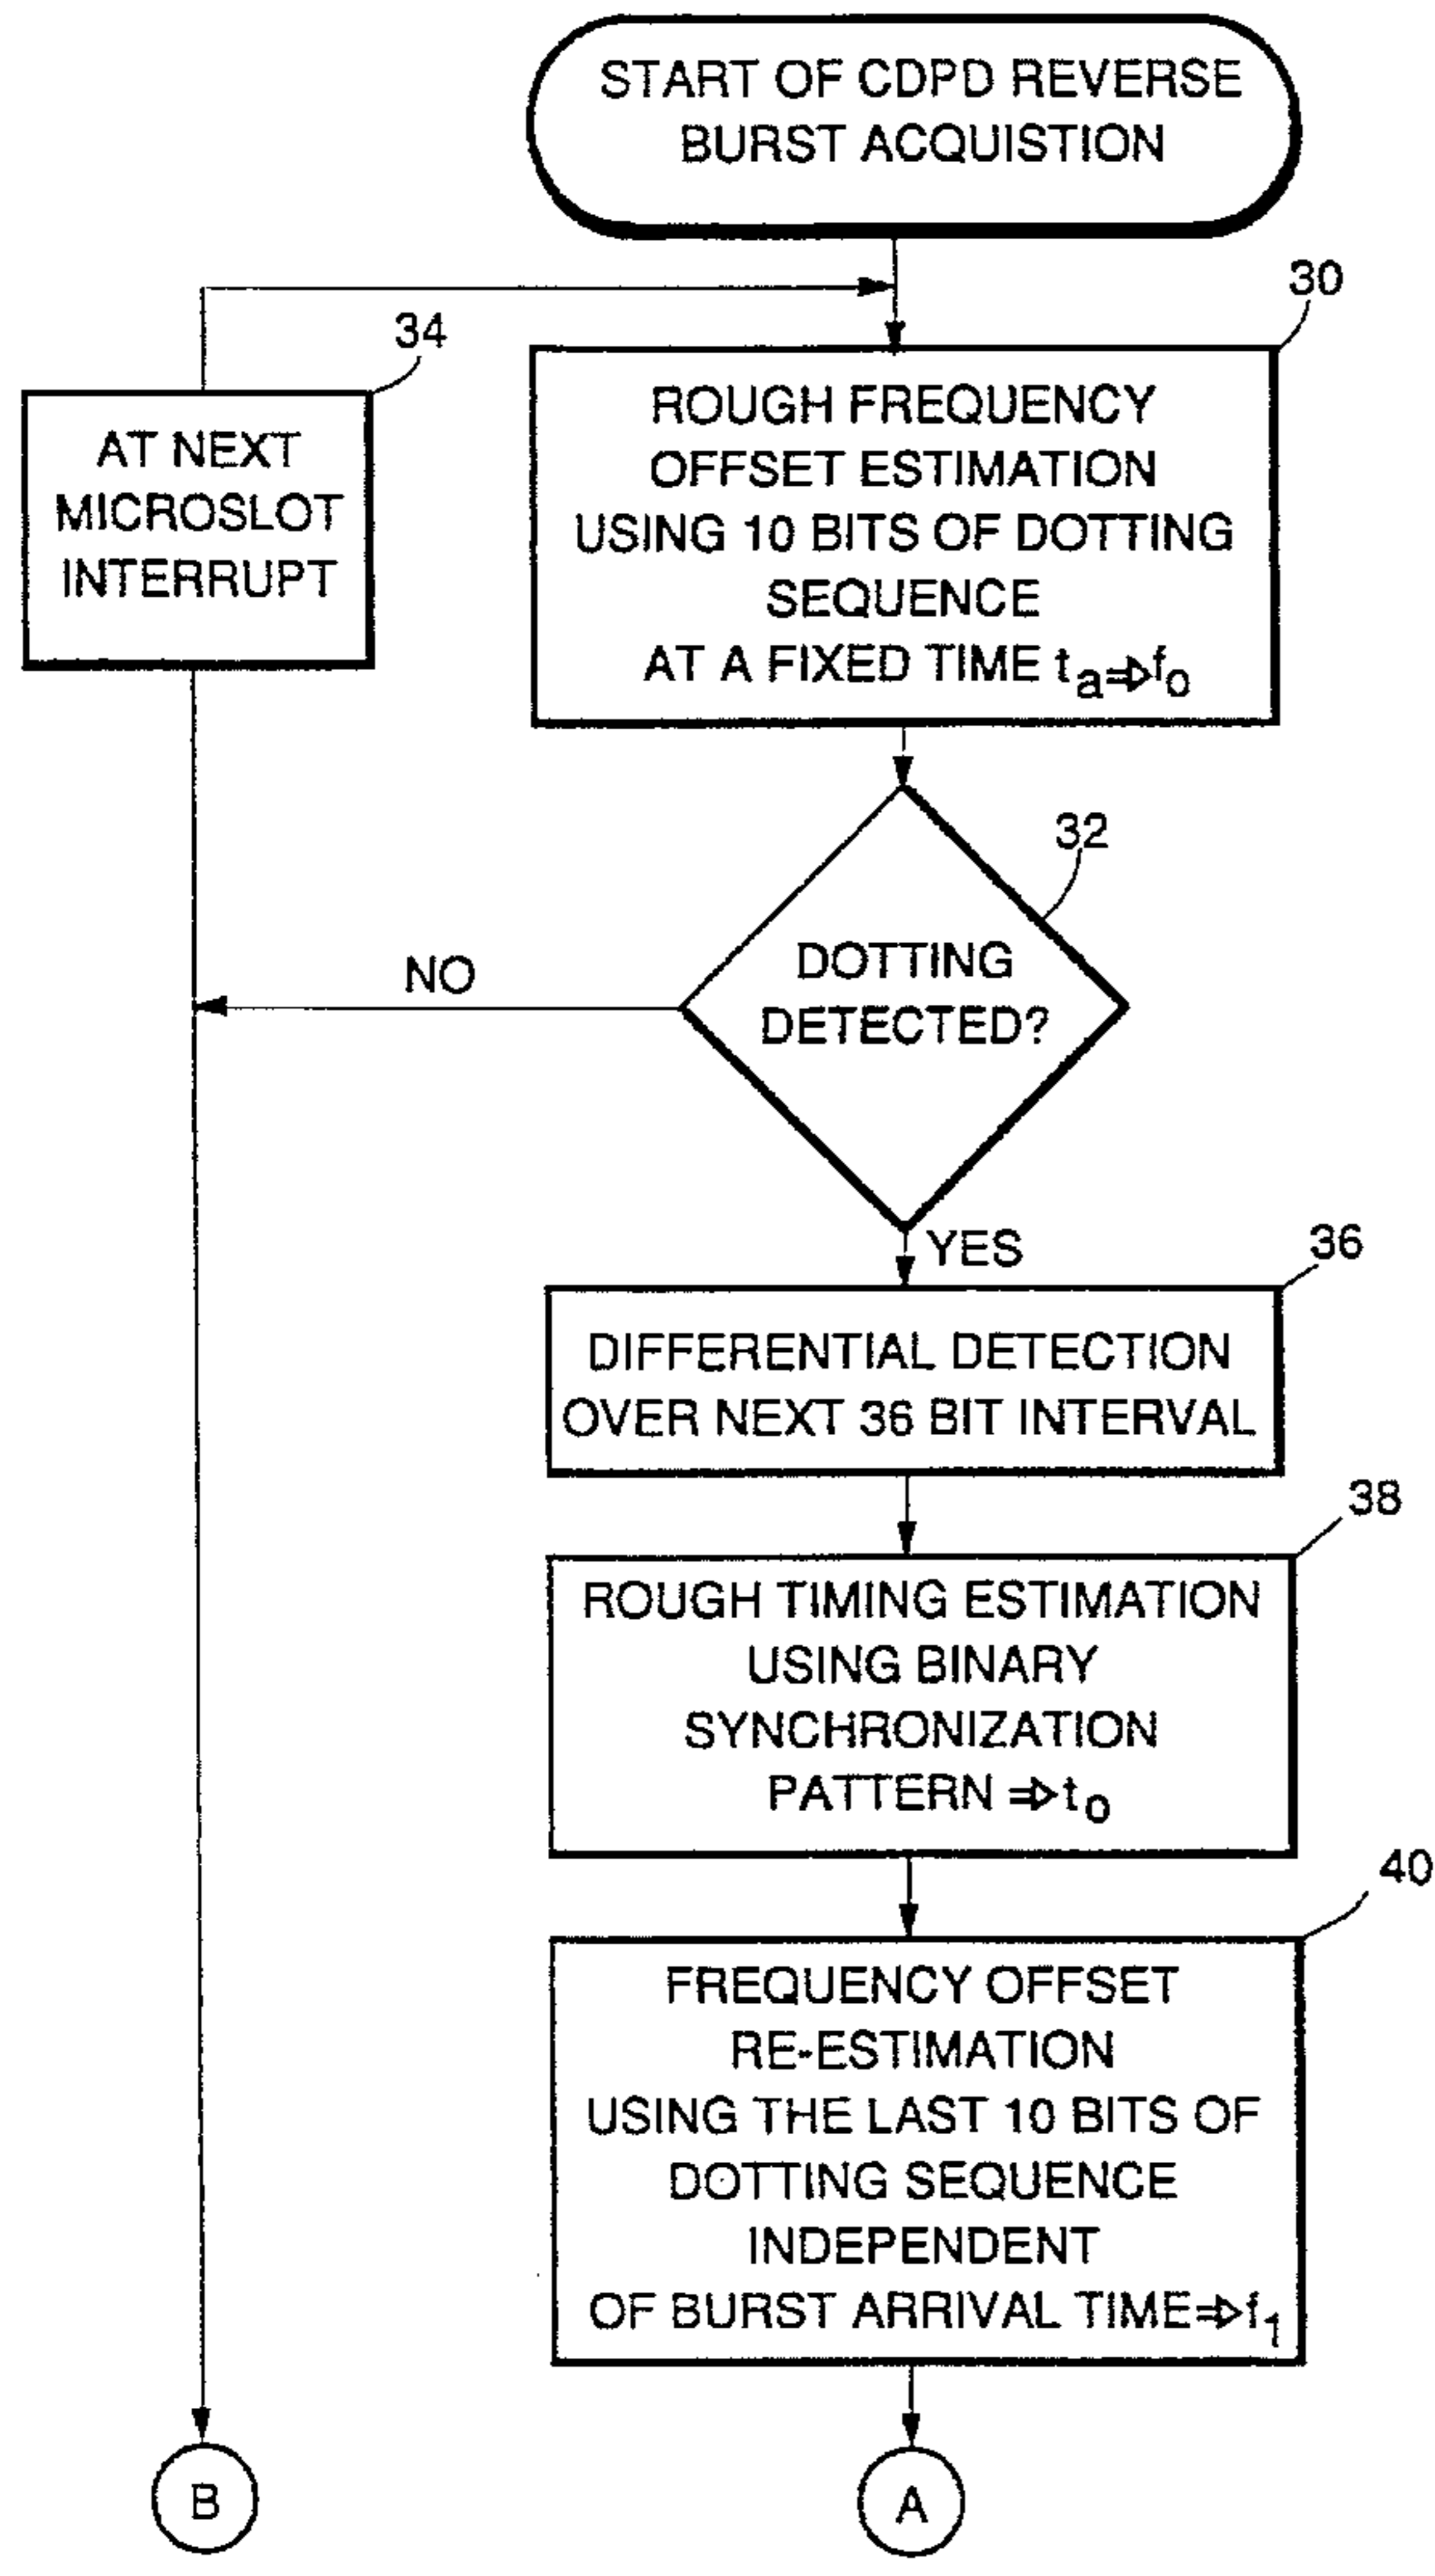 START OF CDPD REVERSE
BURST ACQUISTION
30
34
ROUGH FREQUENCY
OFFSET ESTIMATION
USING 10 BITS OF DOTTING
SEQUENCE
AT A FIXED TIME tₐ⇒f₀
AT NEXT
MICROSLOT
INTERRUPT
32
DOTTING
DETECTED?
NO
YES
36
DIFFERENTIAL DETECTION
OVER NEXT 36 BIT INTERVAL
38
ROUGH TIMING ESTIMATION
USING BINARY
SYNCHRONIZATION
PATTERN ⇒t₀
40
FREQUENCY OFFSET
RE-ESTIMATION
USING THE LAST 10 BITS OF
DOTTING SEQUENCE
INDEPENDENT
OF BURST ARRIVAL TIME⇒f₁
B
A